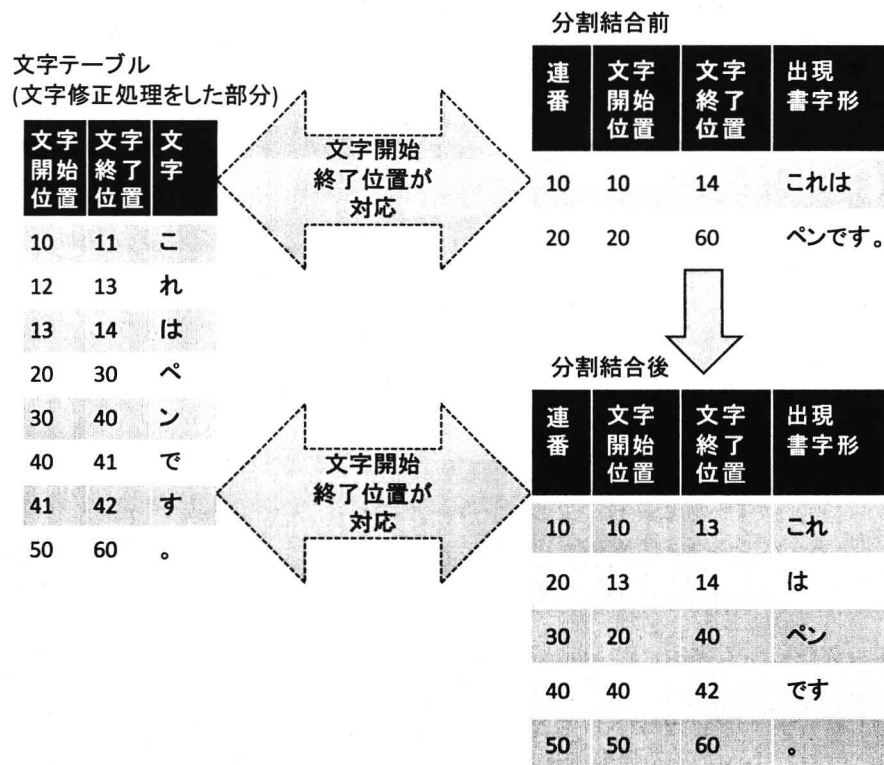 文字テーブル
(文字修正処理をした部分)
文字開始位置 文字終了位置 文字
10 11 こ
12 13 れ
13 14 は
20 30 ペ
30 40 ン
40 41 で
41 42 す
50 60 。
文字開始
終了位置が
対応
文字開始
終了位置が
対応
分割結合前
連番 文字開始位置 文字終了位置 出現書字形
10 10 14 これは
20 20 60 ペンです。
分割結合後
連番 文字開始位置 文字終了位置 出現書字形
10 10 13 これ
20 13 14 は
30 20 40 ペン
40 40 42 です
50 50 60 。